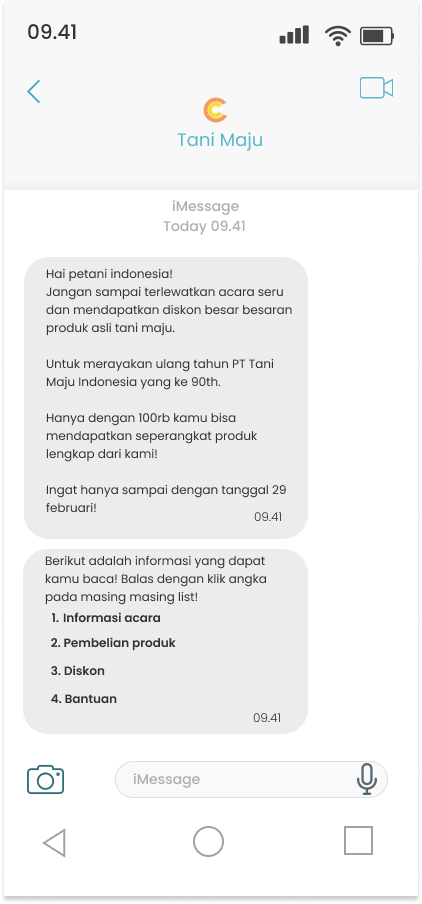 09.41
Tani Maju
iMessage
Today 09.41
Hai petani indonesia!
Jangan sampai terlewatkan acara seru
dan mendapatkan diskon besar besaran
produk asli tani maju.
Untuk merayakan ulang tahun PT Tani
Maju Indonesia yang ke 90th.
Hanya dengan 100rb kamu bisa
mendapatkan seperangkat produk
lengkap dari kami!
Ingat hanya sampai dengan tanggal 29
februari!
09.41
Berikut adalah informasi yang dapat
kamu baca! Balas dengan klik angka
pada masing masing list!
1. Informasi acara
2. Pembelian produk
3. Diskon
4. Bantuan
09.41
iMessage